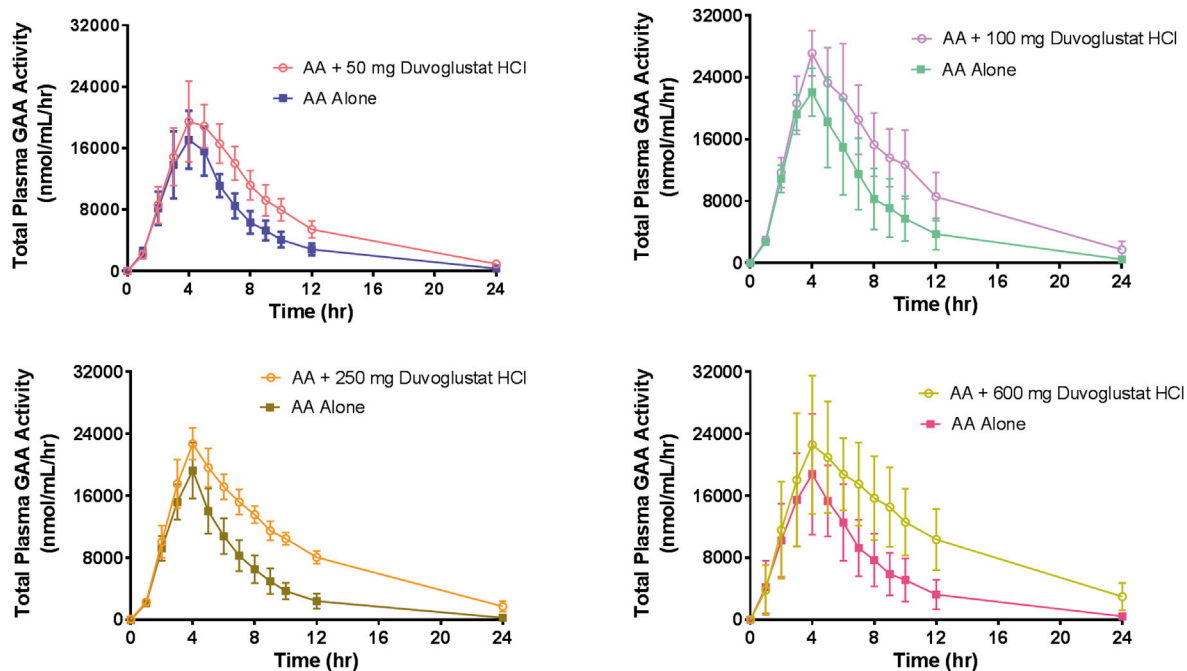 32000
24000
16000
8000
0
Total Plasma GAA Activity
(nmol/mL/hr)
AA + 50 mg Duvoglustat HCl
AA Alone
0 4 8 12 16 20 24
Time (hr)
32000
24000
16000
8000
0
Total Plasma GAA Activity
(nmol/mL/hr)
AA + 100 mg Duvoglustat HCl
AA Alone
0 4 8 12 16 20 24
Time (hr)
32000
24000
16000
8000
0
Total Plasma GAA Activity
(nmol/mL/hr)
AA + 250 mg Duvoglustat HCl
AA Alone
0 4 8 12 16 20 24
Time (hr)
32000
24000
16000
8000
0
Total Plasma GAA Activity
(nmol/mL/hr)
AA + 600 mg Duvoglustat HCl
AA Alone
0 4 8 12 16 20 24
Time (hr)